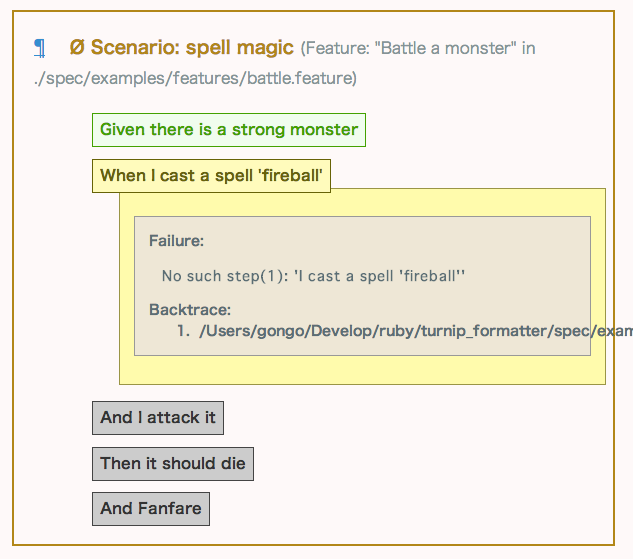 ¶ Ø Scenario: spell magic (Feature: "Battle a monster" in
./spec/examples/features/battle.feature)
Given there is a strong monster
When I cast a spell 'fireball'
Failure:
No such step(1): 'I cast a spell 'fireball''
Backtrace:
1. /Users/gongo/Develop/ruby/turnip_formatter/spec/exam
And I attack it
Then it should die
And Fanfare